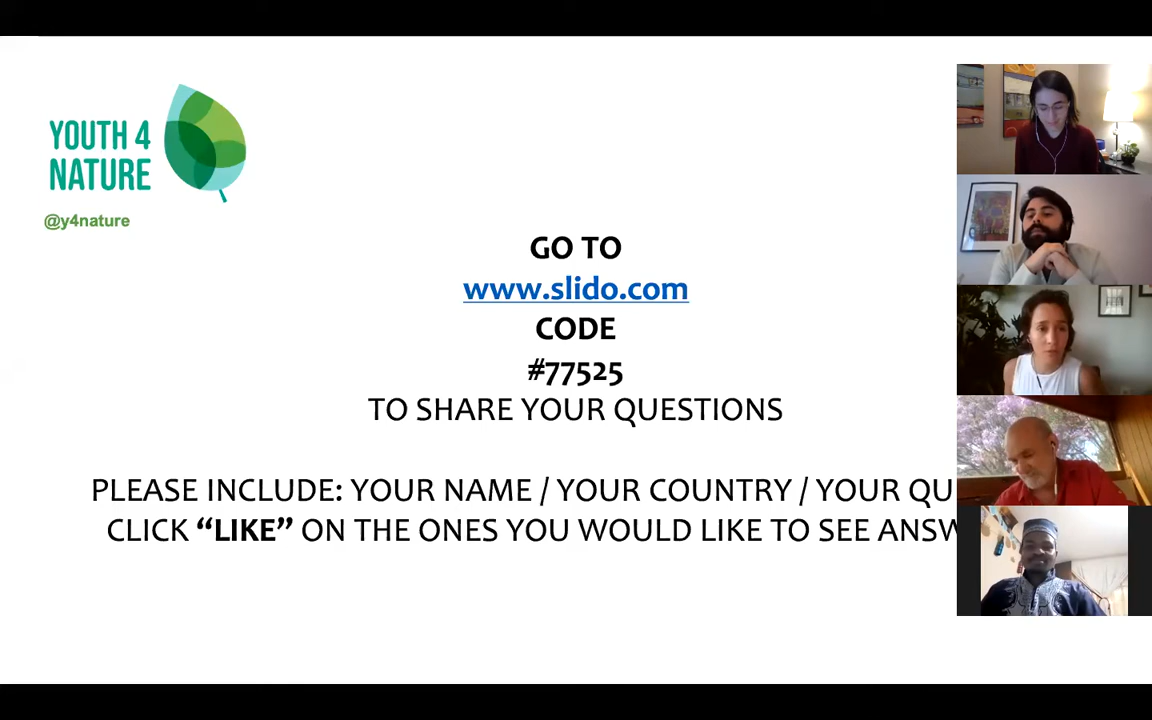 YOUTH 4
NATURE
@y4nature
GO TO
www.slido.com
CODE
#77525
TO SHARE YOUR QUESTIONS
PLEASE INCLUDE: YOUR NAME / YOUR COUNTRY / YOUR QU
CLICK “LIKE” ON THE ONES YOU WOULD LIKE TO SEE ANSW